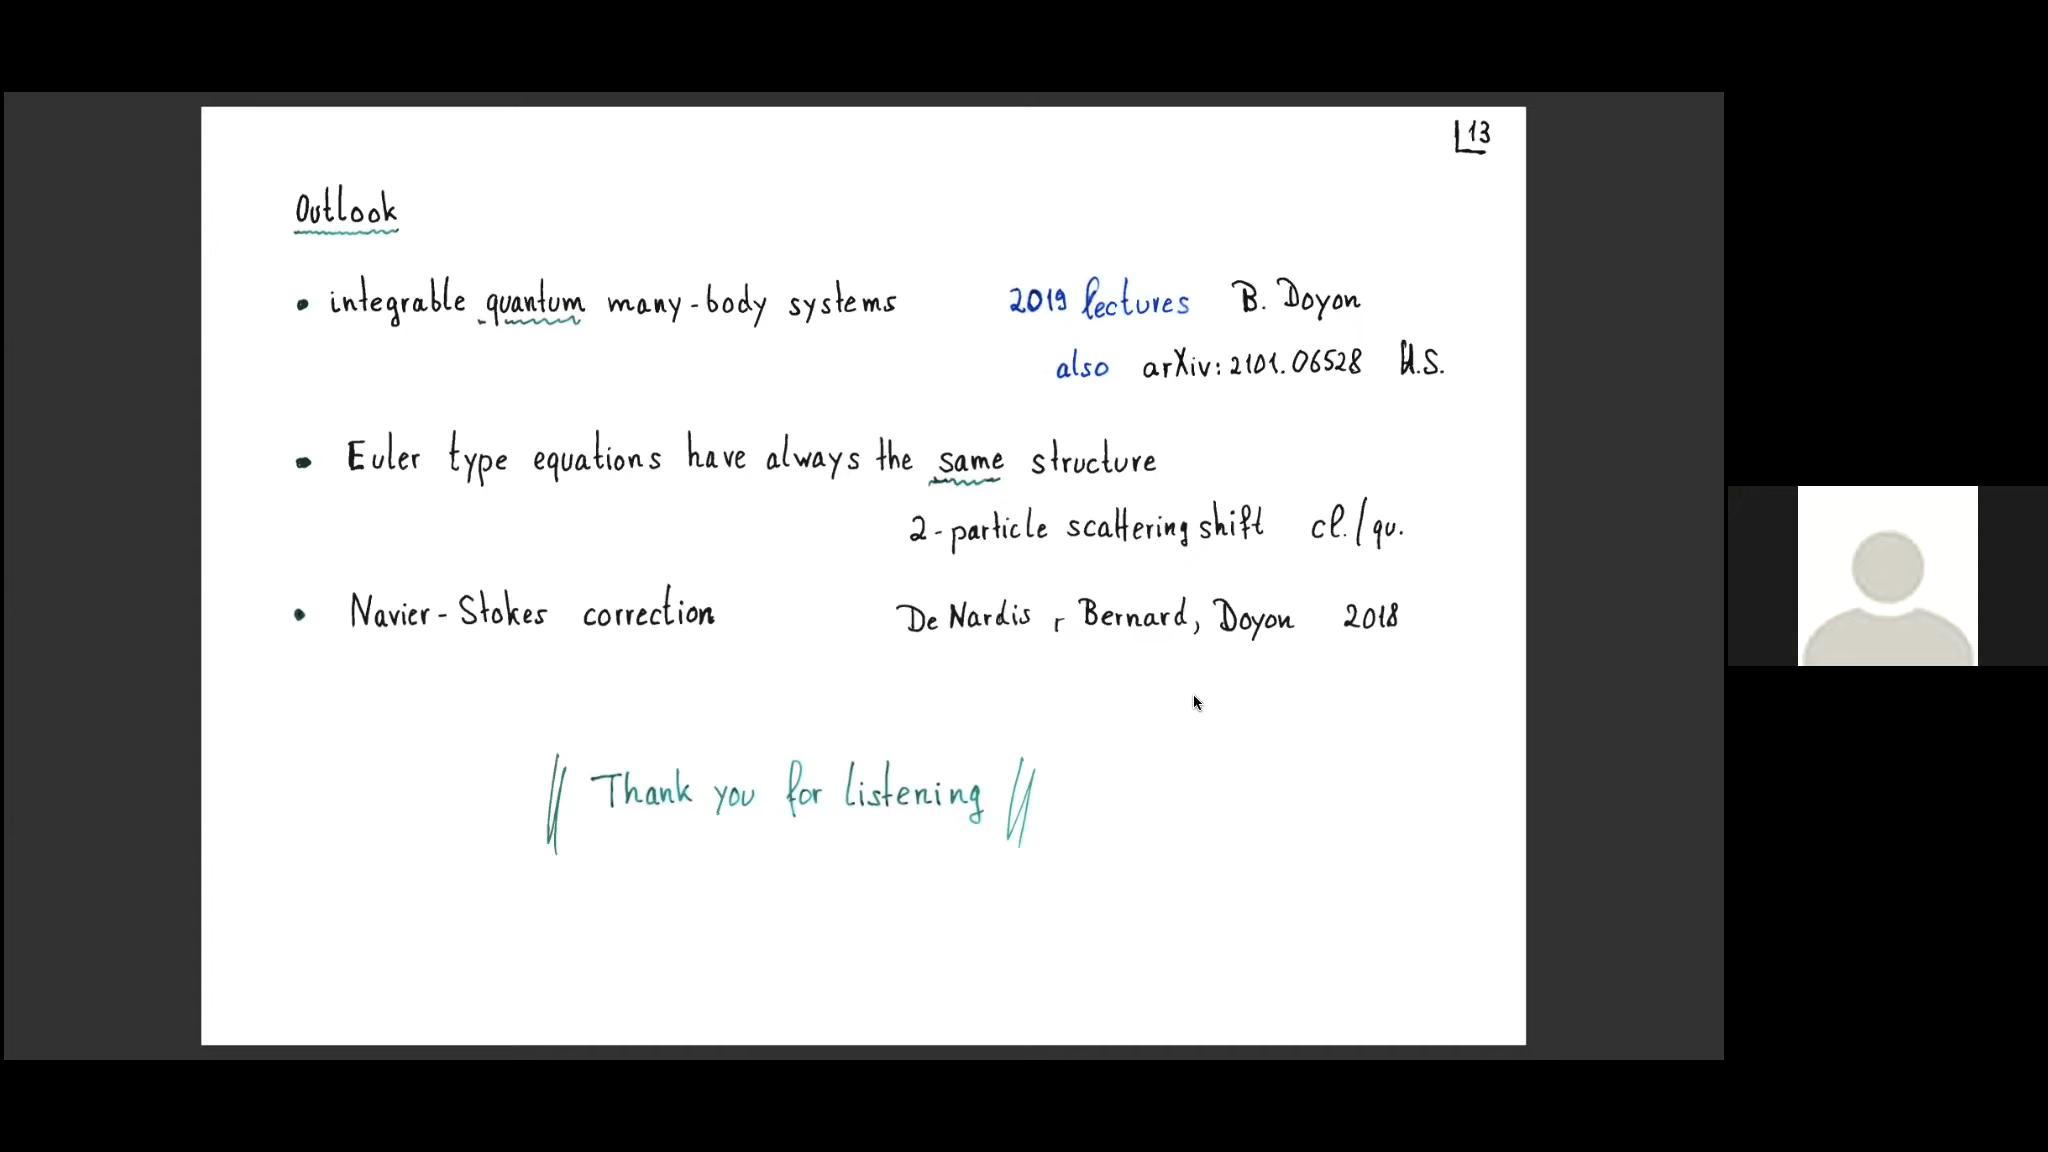 13
Outlook
• integrable quantum many-body systems 2019 lectures B. Doyon
also arXiv: 2101.06528 H.S.
• Euler type equations have always the same structure
2-particle scattering shift cl./qu.
• Navier-Stokes correction De Nardis, Bernard, Doyon 2018
// Thank you for listening //